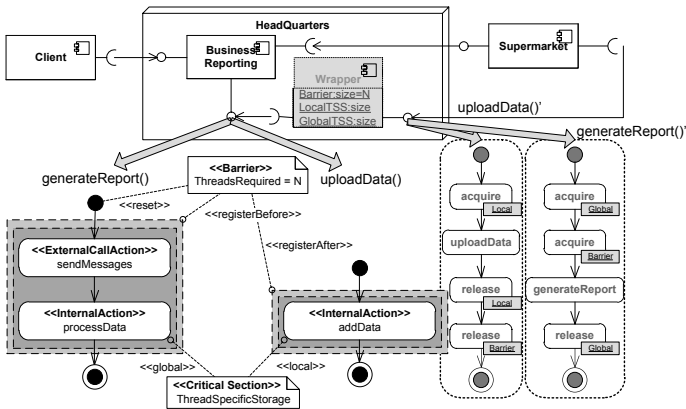 HeadQuarters
Client
Business
Reporting
Supermarket
Wrapper
Barrier:size=N
LocalTSS:size
GlobalTSS:size
uploadData()'
generateReport()'
generateReport()
<<Barrier>>
ThreadsRequired = N
uploadData()
<<reset>>
<<registerBefore>>
<<registerAfter>>
<<ExternalCallAction>>
sendMessages
<<InternalAction>>
processData
<<InternalAction>>
addData
<<global>>
<<local>>
<<Critical Section>>
ThreadSpecificStorage
acquire
Local
uploadData
release
Local
release
Barrier
acquire
Global
acquire
Barrier
generateReport
release
Global